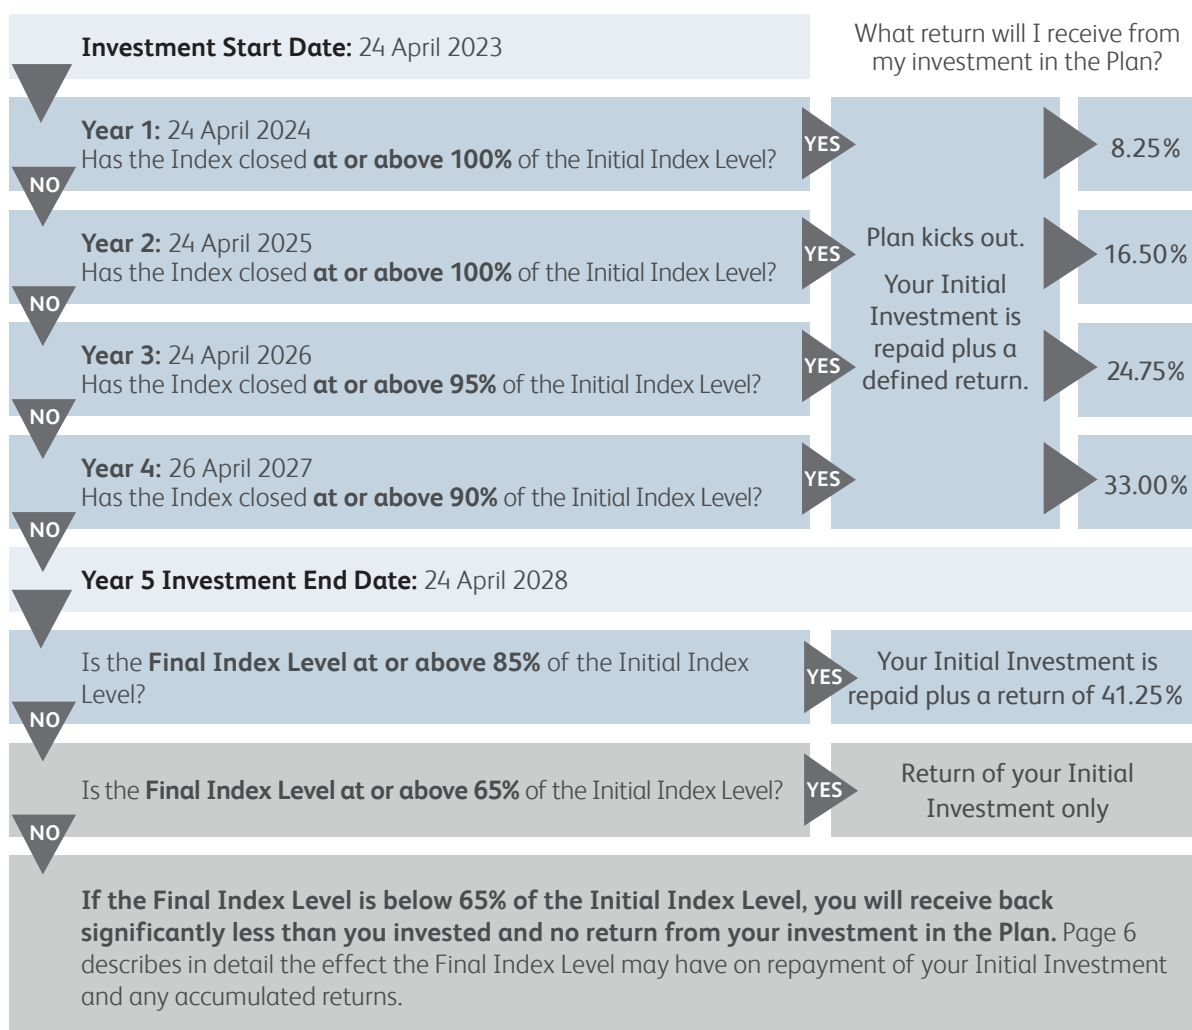 Investment Start Date: 24 April 2023
What return will I receive from
my investment in the Plan?
Year 1: 24 April 2024
Has the Index closed at or above 100% of the Initial Index Level?
YES
8.25%
NO
Year 2: 24 April 2025
Has the Index closed at or above 100% of the Initial Index Level?
YES
Plan kicks out.
Your Initial
Investment is
repaid plus a
defined return.
16.50%
NO
Year 3: 24 April 2026
Has the Index closed at or above 95% of the Initial Index Level?
YES
24.75%
NO
Year 4: 26 April 2027
Has the Index closed at or above 90% of the Initial Index Level?
YES
33.00%
NO
Year 5 Investment End Date: 24 April 2028
Is the Final Index Level at or above 85% of the Initial Index
Level?
YES
Your Initial Investment is
repaid plus a return of 41.25%
NO
Is the Final Index Level at or above 65% of the Initial Index Level?
YES
Return of your Initial
Investment only
NO
If the Final Index Level is below 65% of the Initial Index Level, you will receive back
significantly less than you invested and no return from your investment in the Plan. Page 6
describes in detail the effect the Final Index Level may have on repayment of your Initial Investment
and any accumulated returns.